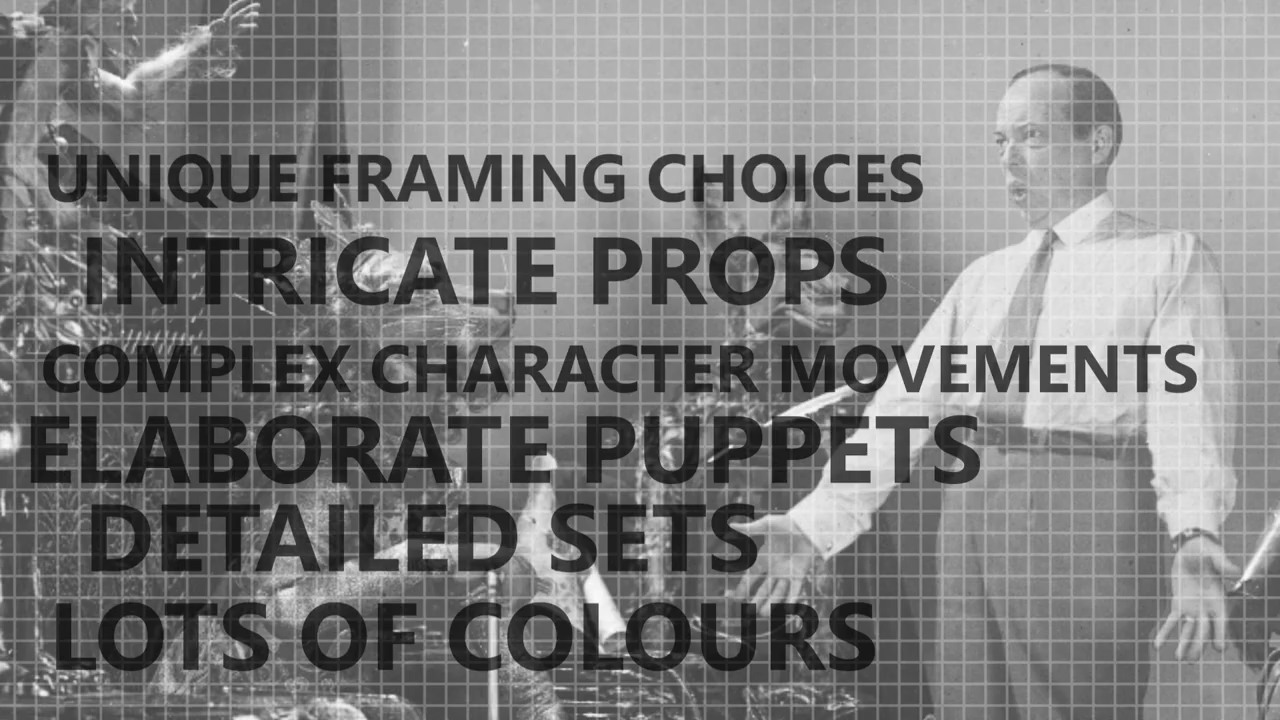 UNIQUE FRAMING CHOICES
INTRICATE PROPS
COMPLEX CHARACTER MOVEMENTS
ELABORATE PUPPETS
DETAILED SETS
LOTS OF COLOURS